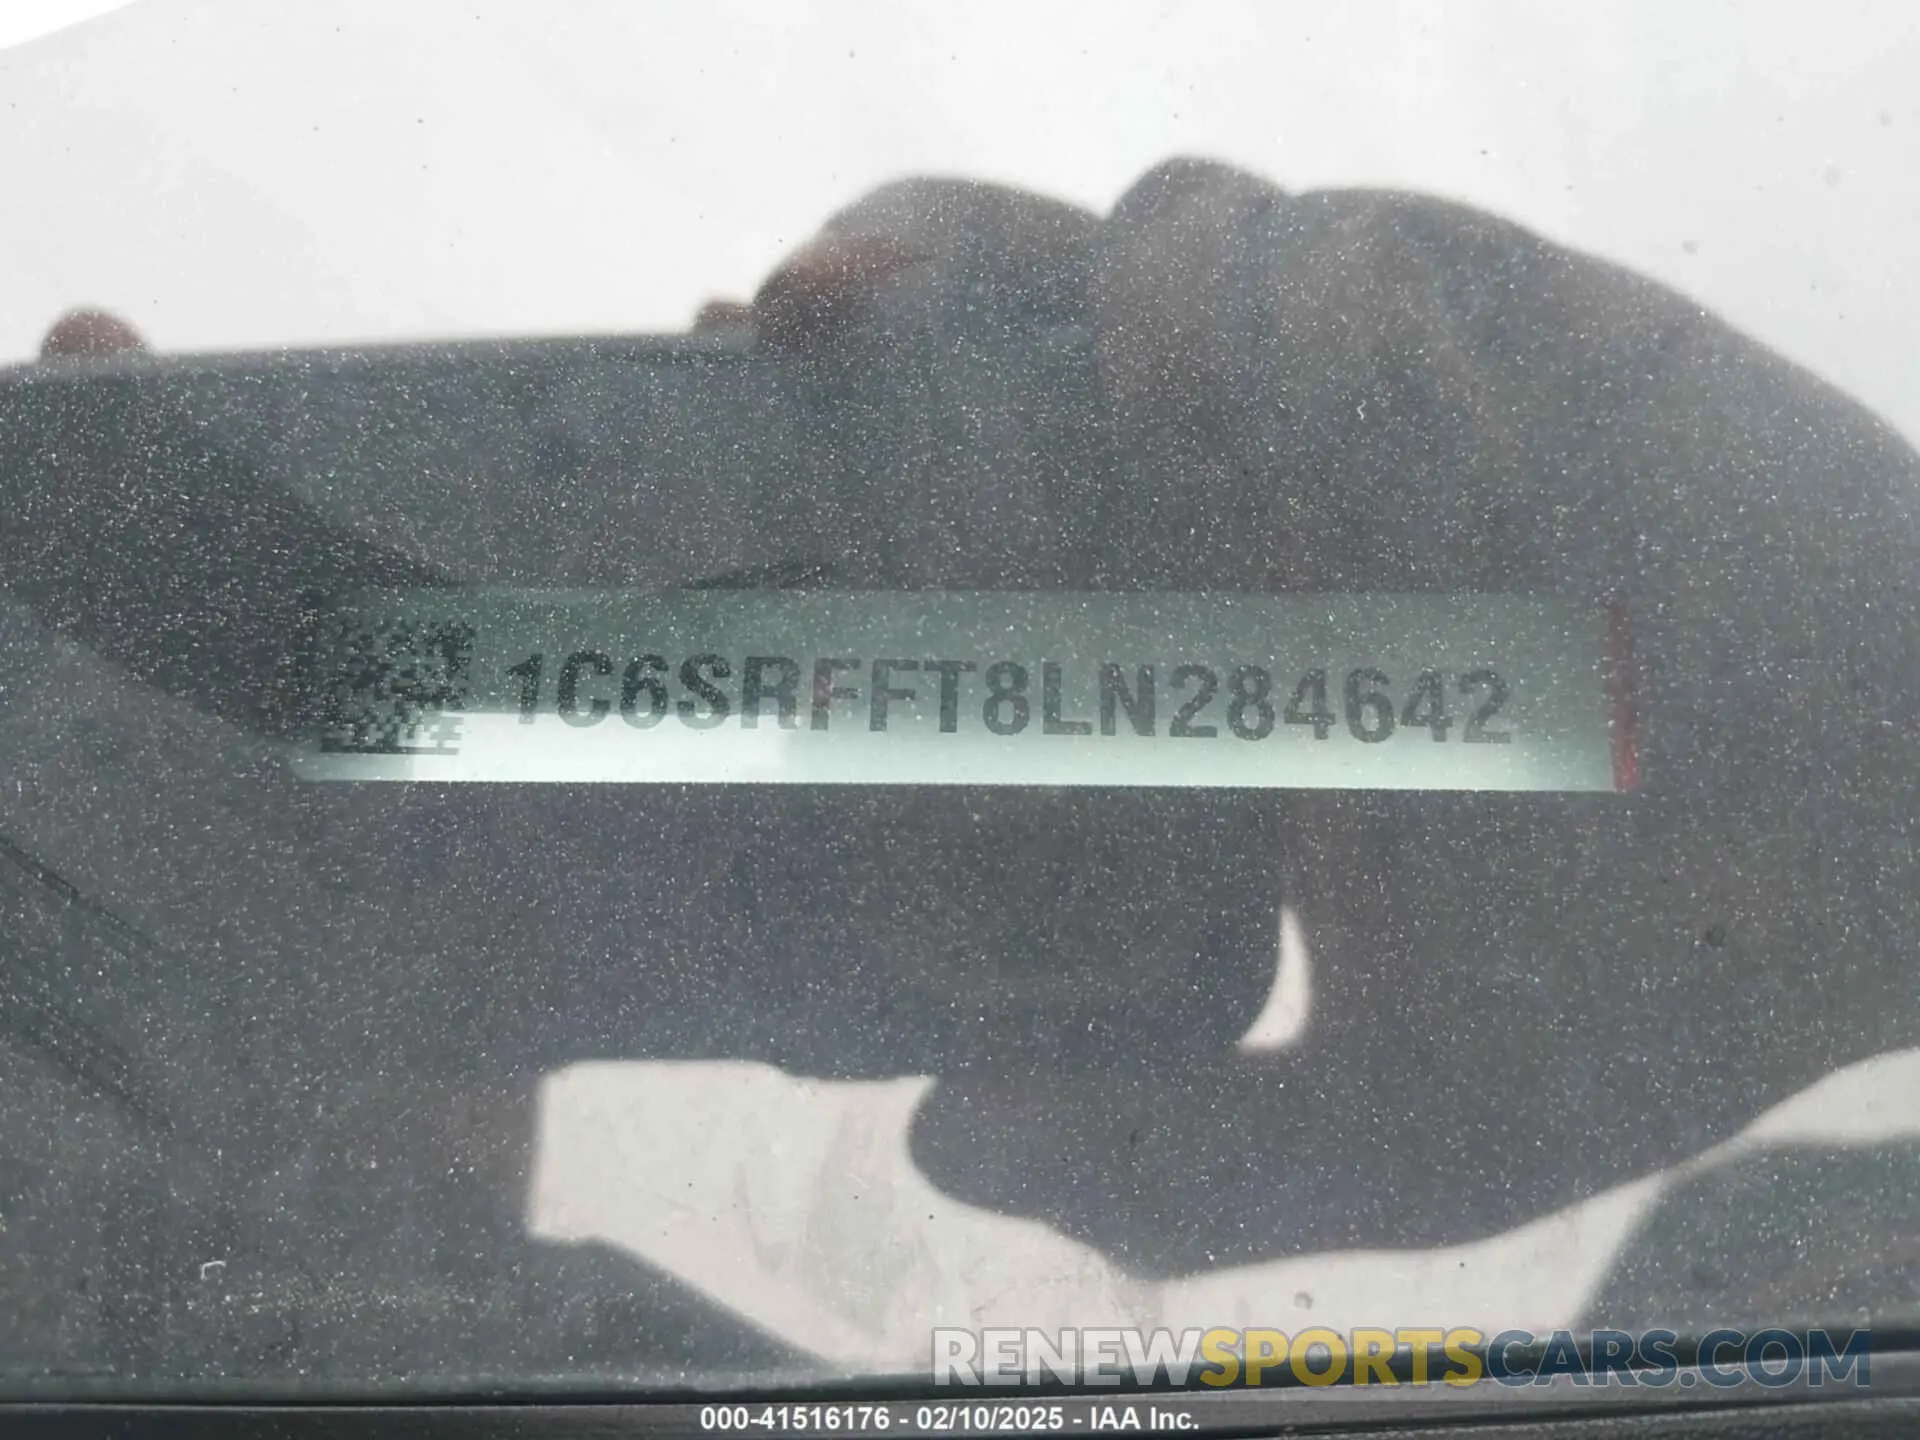 1C6SRFFT8LN284642
RENEWSPORTSCARS.COM
000-41516176 - 02/10/2025 - IAA Inc.